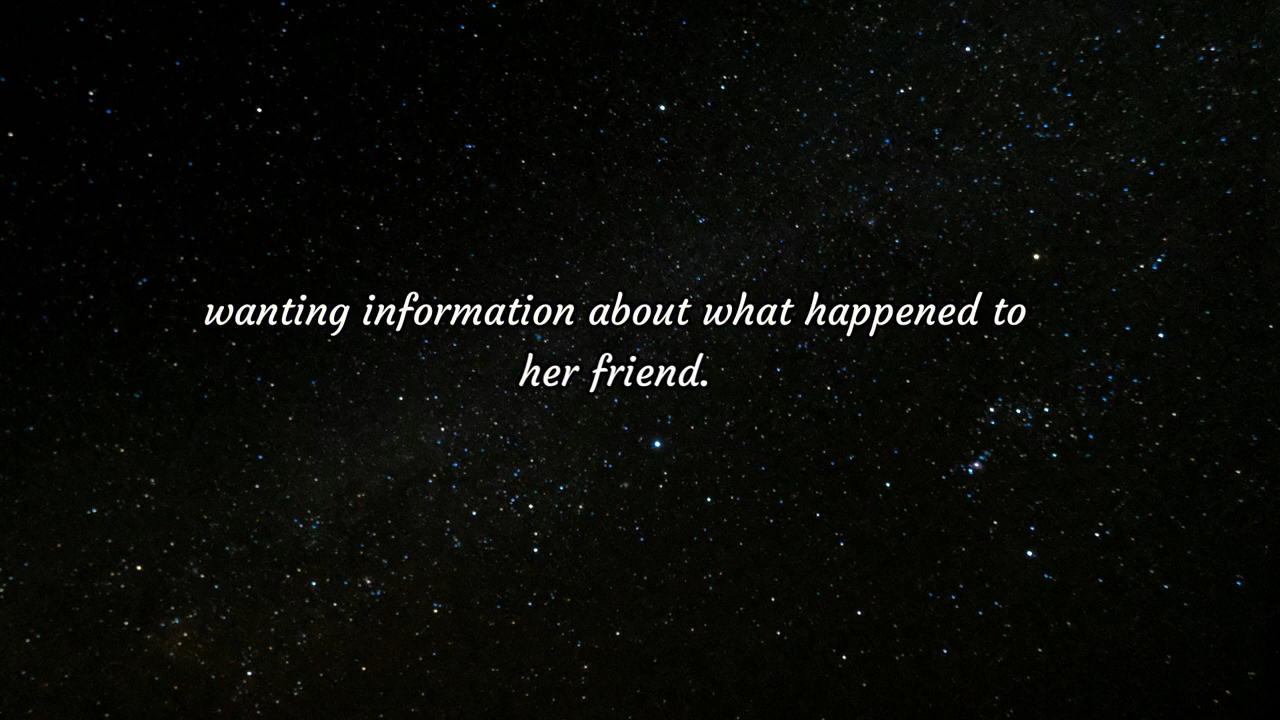 wanting information about what happened to
her friend.